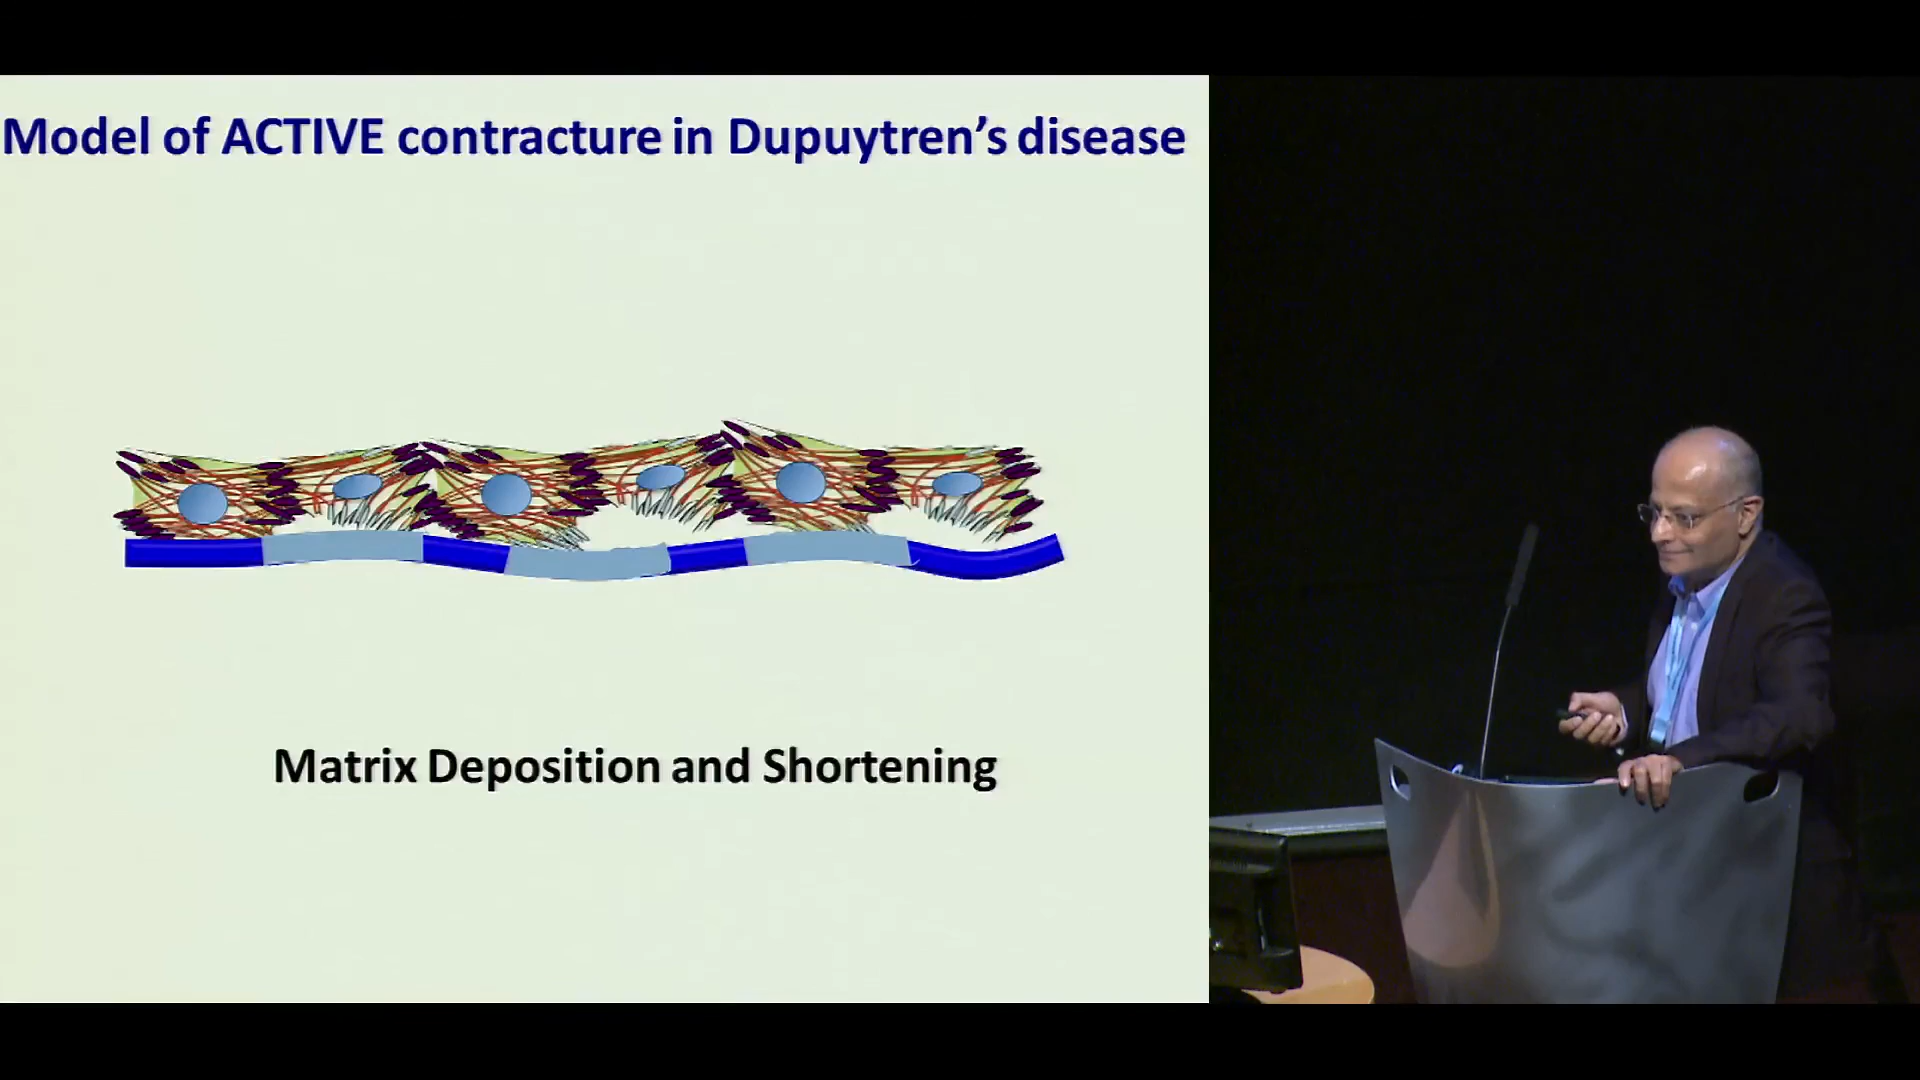 Model of ACTIVE contracture in Dupuytren's disease
Matrix Deposition and Shortening